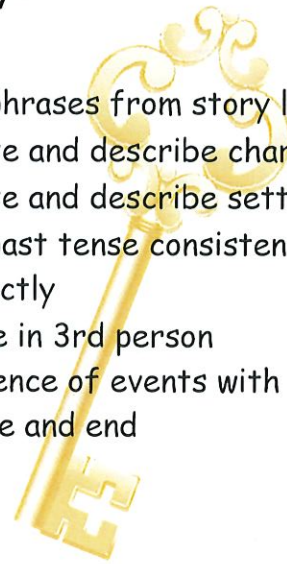 phrases from story l
e and describe char
e and describe sett
ast tense consisten
ctly
e in 3rd person
ence of events with
e and end